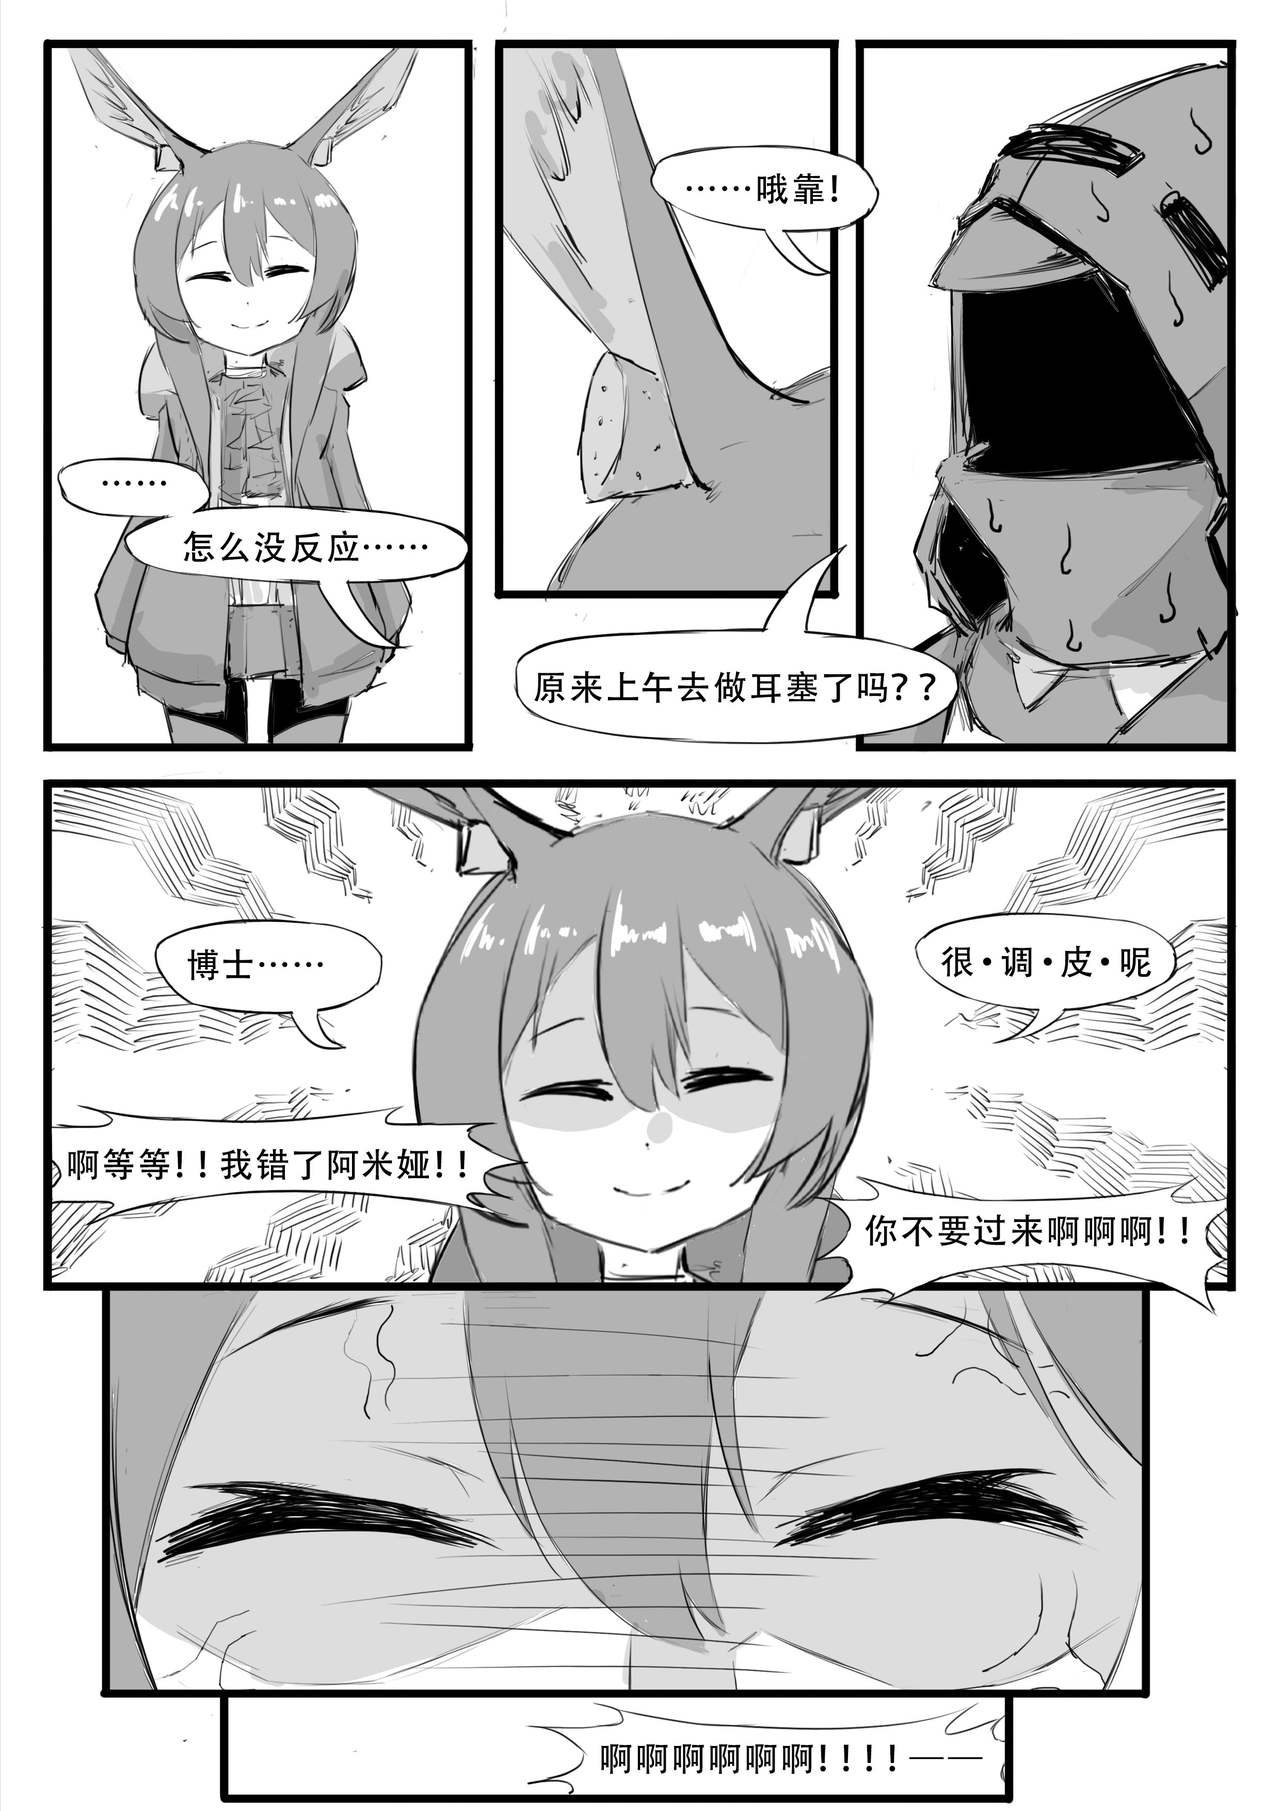 ……
怎么没反应……
……哦靠！
原来上午去做耳塞了吗？？
博士……
很·调·皮·呢
啊等等！！我错了阿米娅！！
你不要过来啊啊啊！！
啊啊啊啊啊啊！！！！——